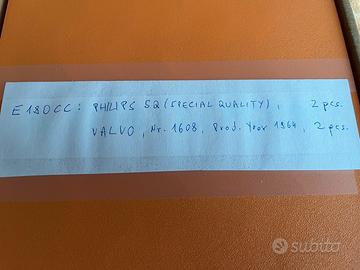 E180CC: PHILIPS SQ (SPECIAL QUALITY), 2 pcs.
VALVO, Nr. 1608, Prod. Year 1964, 2 pcs.
subito